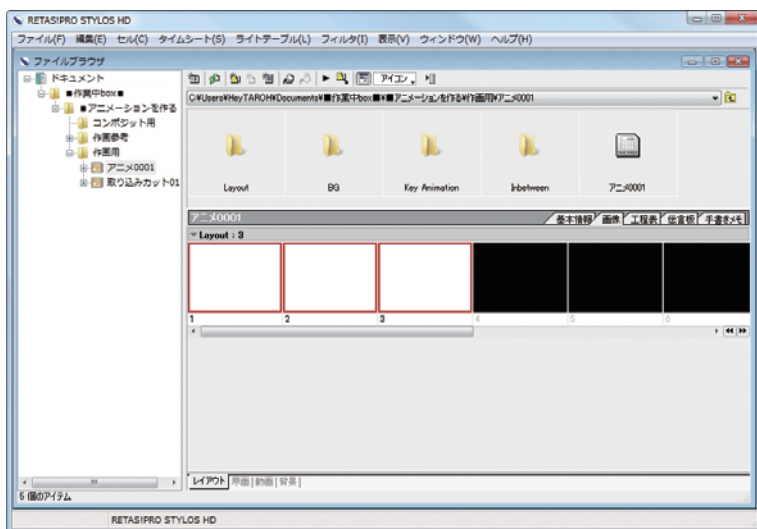 RETAS!PRO STYLOS HD
ファイル(F) 編集(E) セル(C) タイムシート(S) ライトテーブル(L) フィルタ(I) 表示(V) ウィンドウ(W) ヘルプ(H)
ファイルブラウザ
ドキュメント
■作業中box■
■アニメーションを作る
コンポジット用
作画参考
作画用
アニメ0001
取り込みカット01
アイコン
C:¥Users¥HeyTAROH¥Documents¥■作業中box■¥■アニメーションを作る¥作画用¥アニメ0001
Layout BG Key Animation Inbetween アニメ0001
アニメ0001 基本情報 画像 工程表 伝言板 手書きメモ
Layout : 3
1 2 3 4 5 6
レイアウト 原画 動画 背景
5 個のアイテム
RETAS!PRO STYLOS HD